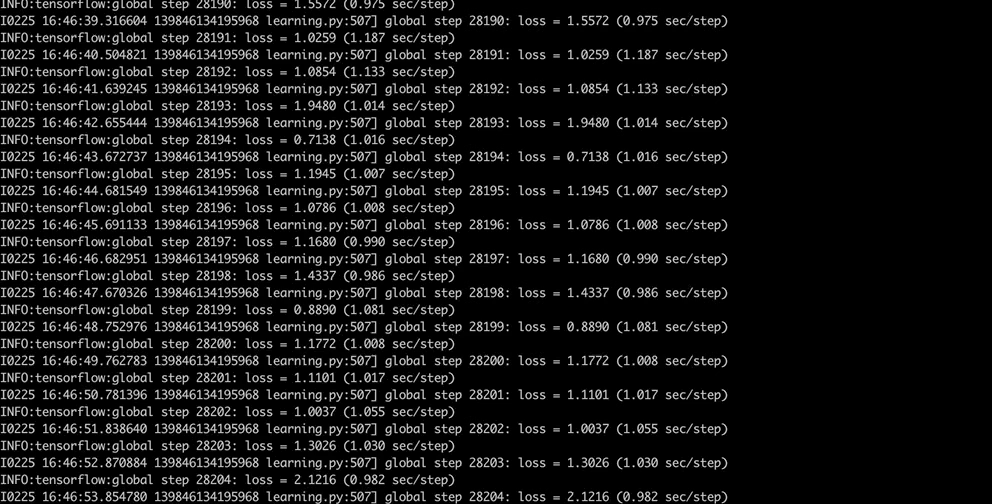 INFO:tensorflow:global step 28190: loss = 1.5572 (0.975 sec/step)
I0225 16:46:39.316604 139846134195968 learning.py:507] global step 28190: loss = 1.5572 (0.975 sec/step)
INFO:tensorflow:global step 28191: loss = 1.0259 (1.187 sec/step)
I0225 16:46:40.504821 139846134195968 learning.py:507] global step 28191: loss = 1.0259 (1.187 sec/step)
INFO:tensorflow:global step 28192: loss = 1.0854 (1.133 sec/step)
I0225 16:46:41.639245 139846134195968 learning.py:507] global step 28192: loss = 1.0854 (1.133 sec/step)
INFO:tensorflow:global step 28193: loss = 1.9480 (1.014 sec/step)
I0225 16:46:42.655444 139846134195968 learning.py:507] global step 28193: loss = 1.9480 (1.014 sec/step)
INFO:tensorflow:global step 28194: loss = 0.7138 (1.016 sec/step)
I0225 16:46:43.672737 139846134195968 learning.py:507] global step 28194: loss = 0.7138 (1.016 sec/step)
INFO:tensorflow:global step 28195: loss = 1.1945 (1.007 sec/step)
I0225 16:46:44.681549 139846134195968 learning.py:507] global step 28195: loss = 1.1945 (1.007 sec/step)
INFO:tensorflow:global step 28196: loss = 1.0786 (1.008 sec/step)
I0225 16:46:45.691133 139846134195968 learning.py:507] global step 28196: loss = 1.0786 (1.008 sec/step)
INFO:tensorflow:global step 28197: loss = 1.1680 (0.990 sec/step)
I0225 16:46:46.682951 139846134195968 learning.py:507] global step 28197: loss = 1.1680 (0.990 sec/step)
INFO:tensorflow:global step 28198: loss = 1.4337 (0.986 sec/step)
I0225 16:46:47.670326 139846134195968 learning.py:507] global step 28198: loss = 1.4337 (0.986 sec/step)
INFO:tensorflow:global step 28199: loss = 0.8890 (1.081 sec/step)
I0225 16:46:48.752976 139846134195968 learning.py:507] global step 28199: loss = 0.8890 (1.081 sec/step)
INFO:tensorflow:global step 28200: loss = 1.1772 (1.008 sec/step)
I0225 16:46:49.762783 139846134195968 learning.py:507] global step 28200: loss = 1.1772 (1.008 sec/step)
INFO:tensorflow:global step 28201: loss = 1.1101 (1.017 sec/step)
I0225 16:46:50.781396 139846134195968 learning.py:507] global step 28201: loss = 1.1101 (1.017 sec/step)
INFO:tensorflow:global step 28202: loss = 1.0037 (1.055 sec/step)
I0225 16:46:51.838640 139846134195968 learning.py:507] global step 28202: loss = 1.0037 (1.055 sec/step)
INFO:tensorflow:global step 28203: loss = 1.3026 (1.030 sec/step)
I0225 16:46:52.870884 139846134195968 learning.py:507] global step 28203: loss = 1.3026 (1.030 sec/step)
INFO:tensorflow:global step 28204: loss = 2.1216 (0.982 sec/step)
I0225 16:46:53.854780 139846134195968 learning.py:507] global step 28204: loss = 2.1216 (0.982 sec/step)